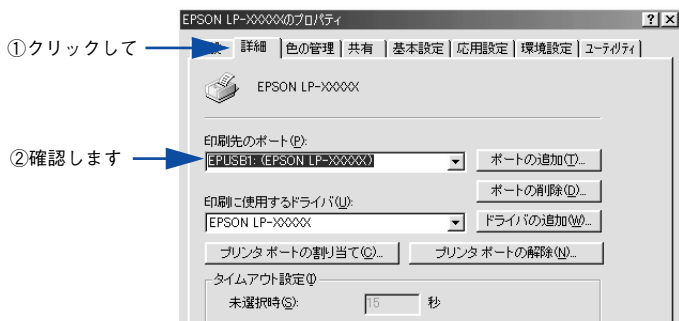 EPSON LP-XXXXXのプロパティ
?
×
①クリックして
詳細
色の管理
共有
基本設定
応用設定
環境設定
ユーティリティ
EPSON LP-XXXXX
印刷先のポート(P):
②確認します
EPUSB1: (EPSON LP-XXXXX)
ポートの追加(T)...
ポートの削除(D)...
印刷に使用するドライバ(U):
EPSON LP-XXXXX
ドライバの追加(W)...
プリンタ ポートの割り当て(C)...
プリンタ ポートの解除(N)...
タイムアウト設定(I)
未選択時(S):
15
秒